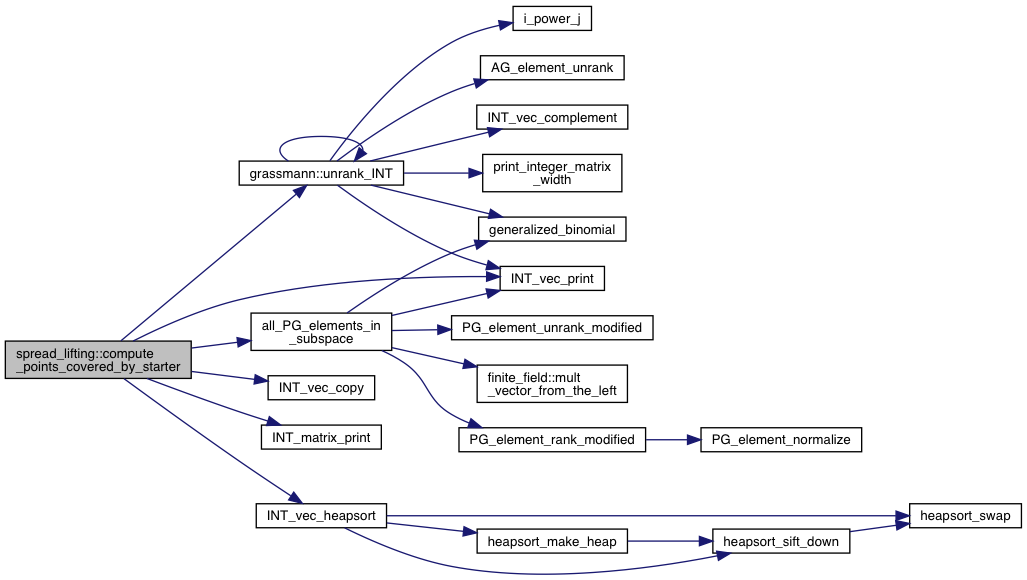 i_power_j
AG_element_unrank
INT_vec_complement
print_integer_matrix
_width
grassmann::unrank_INT
generalized_binomial
INT_vec_print
all_PG_elements_in
_subspace
PG_element_unrank_modified
spread_lifting::compute
_points_covered_by_starter
finite_field::mult
_vector_from_the_left
INT_vec_copy
INT_matrix_print
PG_element_rank_modified
PG_element_normalize
INT_vec_heapsort
heapsort_swap
heapsort_make_heap
heapsort_sift_down